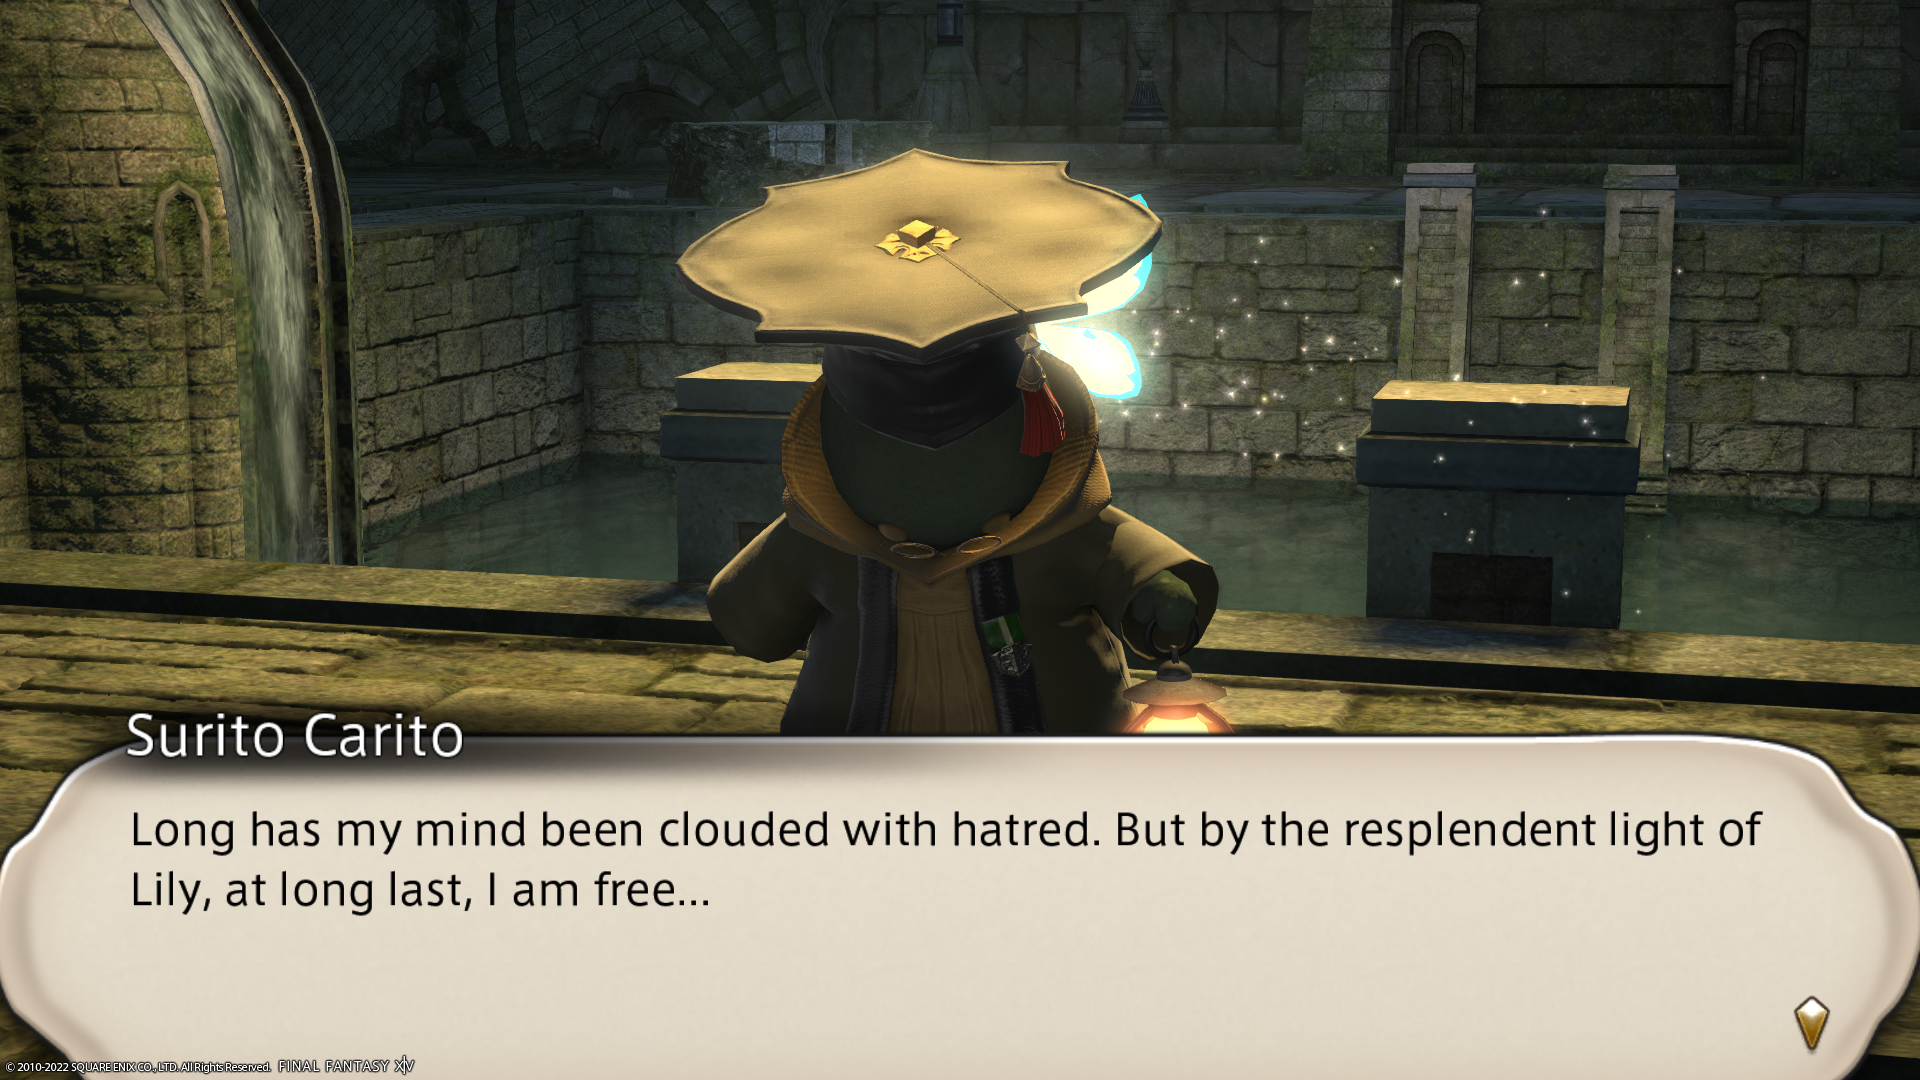 Surito Carito
Long has my mind been clouded with hatred. But by the resplendent light of
Lily, at long last, I am free...
© 2010-2022 SQUARE ENIX CO., LTD. All Rights Reserved. FINAL FANTASY XIV